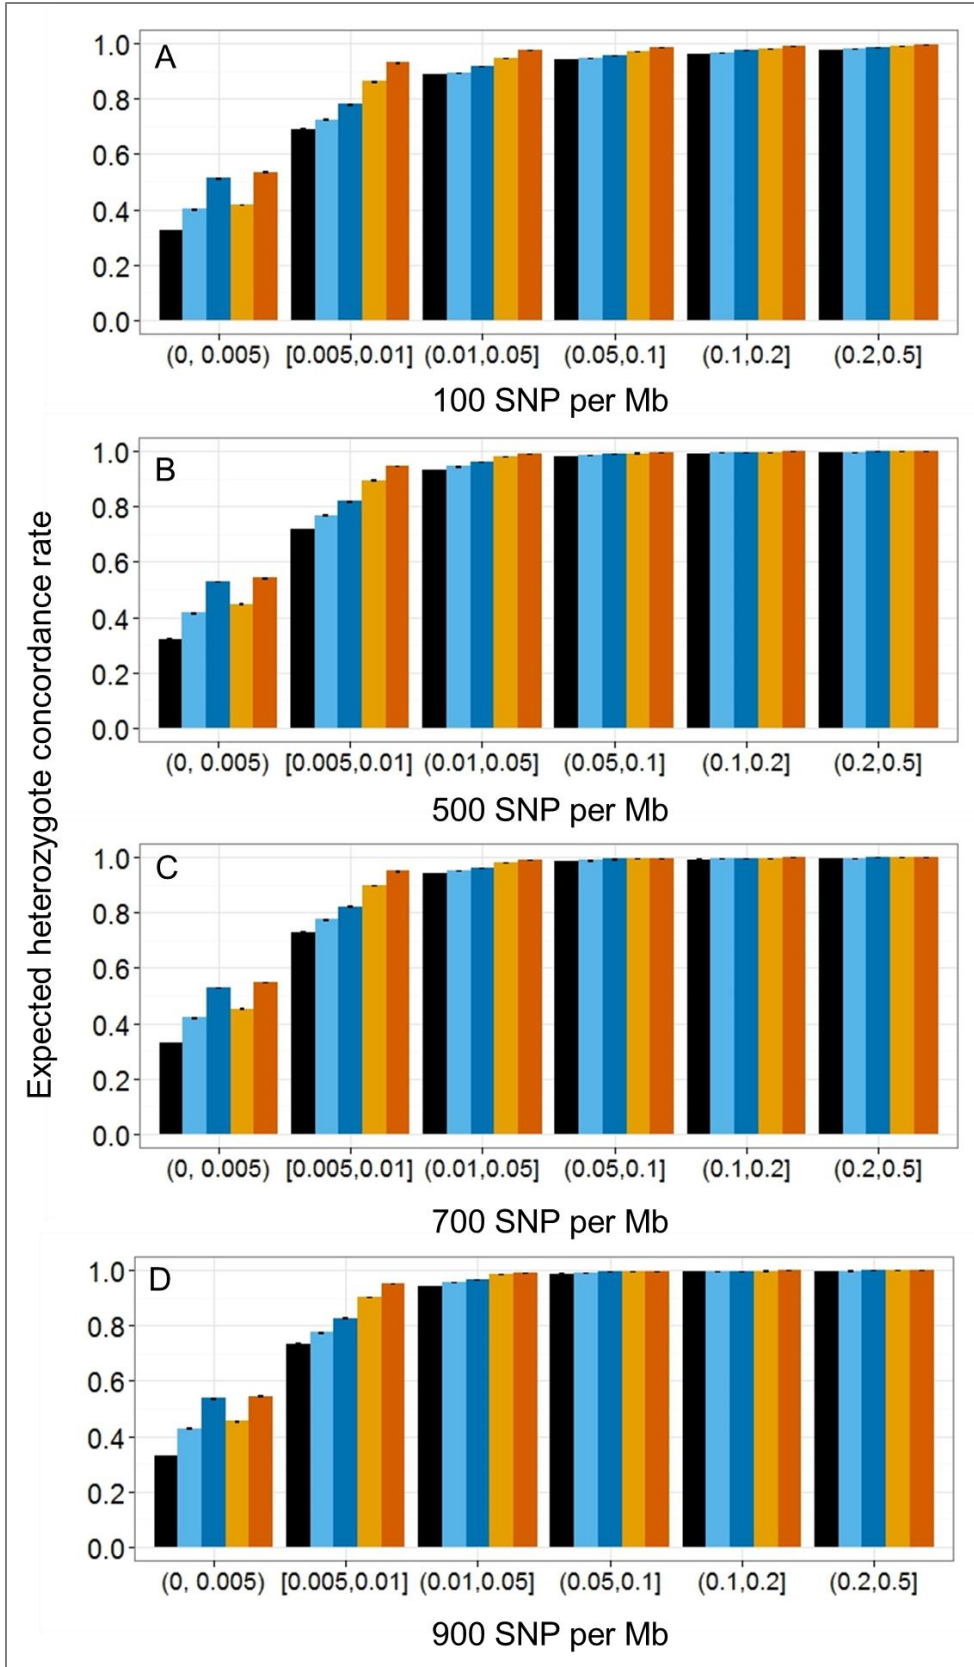 Expected heterozygote concordance rate
A
1.0
0.8
0.6
0.4
0.2
0.0
(0, 0.005) [0.005,0.01] (0.01,0.05] (0.05,0.1] (0.1,0.2] (0.2,0.5]
100 SNP per Mb
B
1.0
0.8
0.6
0.4
0.2
0.0
(0, 0.005) [0.005,0.01] (0.01,0.05] (0.05,0.1] (0.1,0.2] (0.2,0.5]
500 SNP per Mb
C
1.0
0.8
0.6
0.4
0.2
0.0
(0, 0.005) [0.005,0.01] (0.01,0.05] (0.05,0.1] (0.1,0.2] (0.2,0.5]
700 SNP per Mb
D
1.0
0.8
0.6
0.4
0.2
0.0
(0, 0.005) [0.005,0.01] (0.01,0.05] (0.05,0.1] (0.1,0.2] (0.2,0.5]
900 SNP per Mb